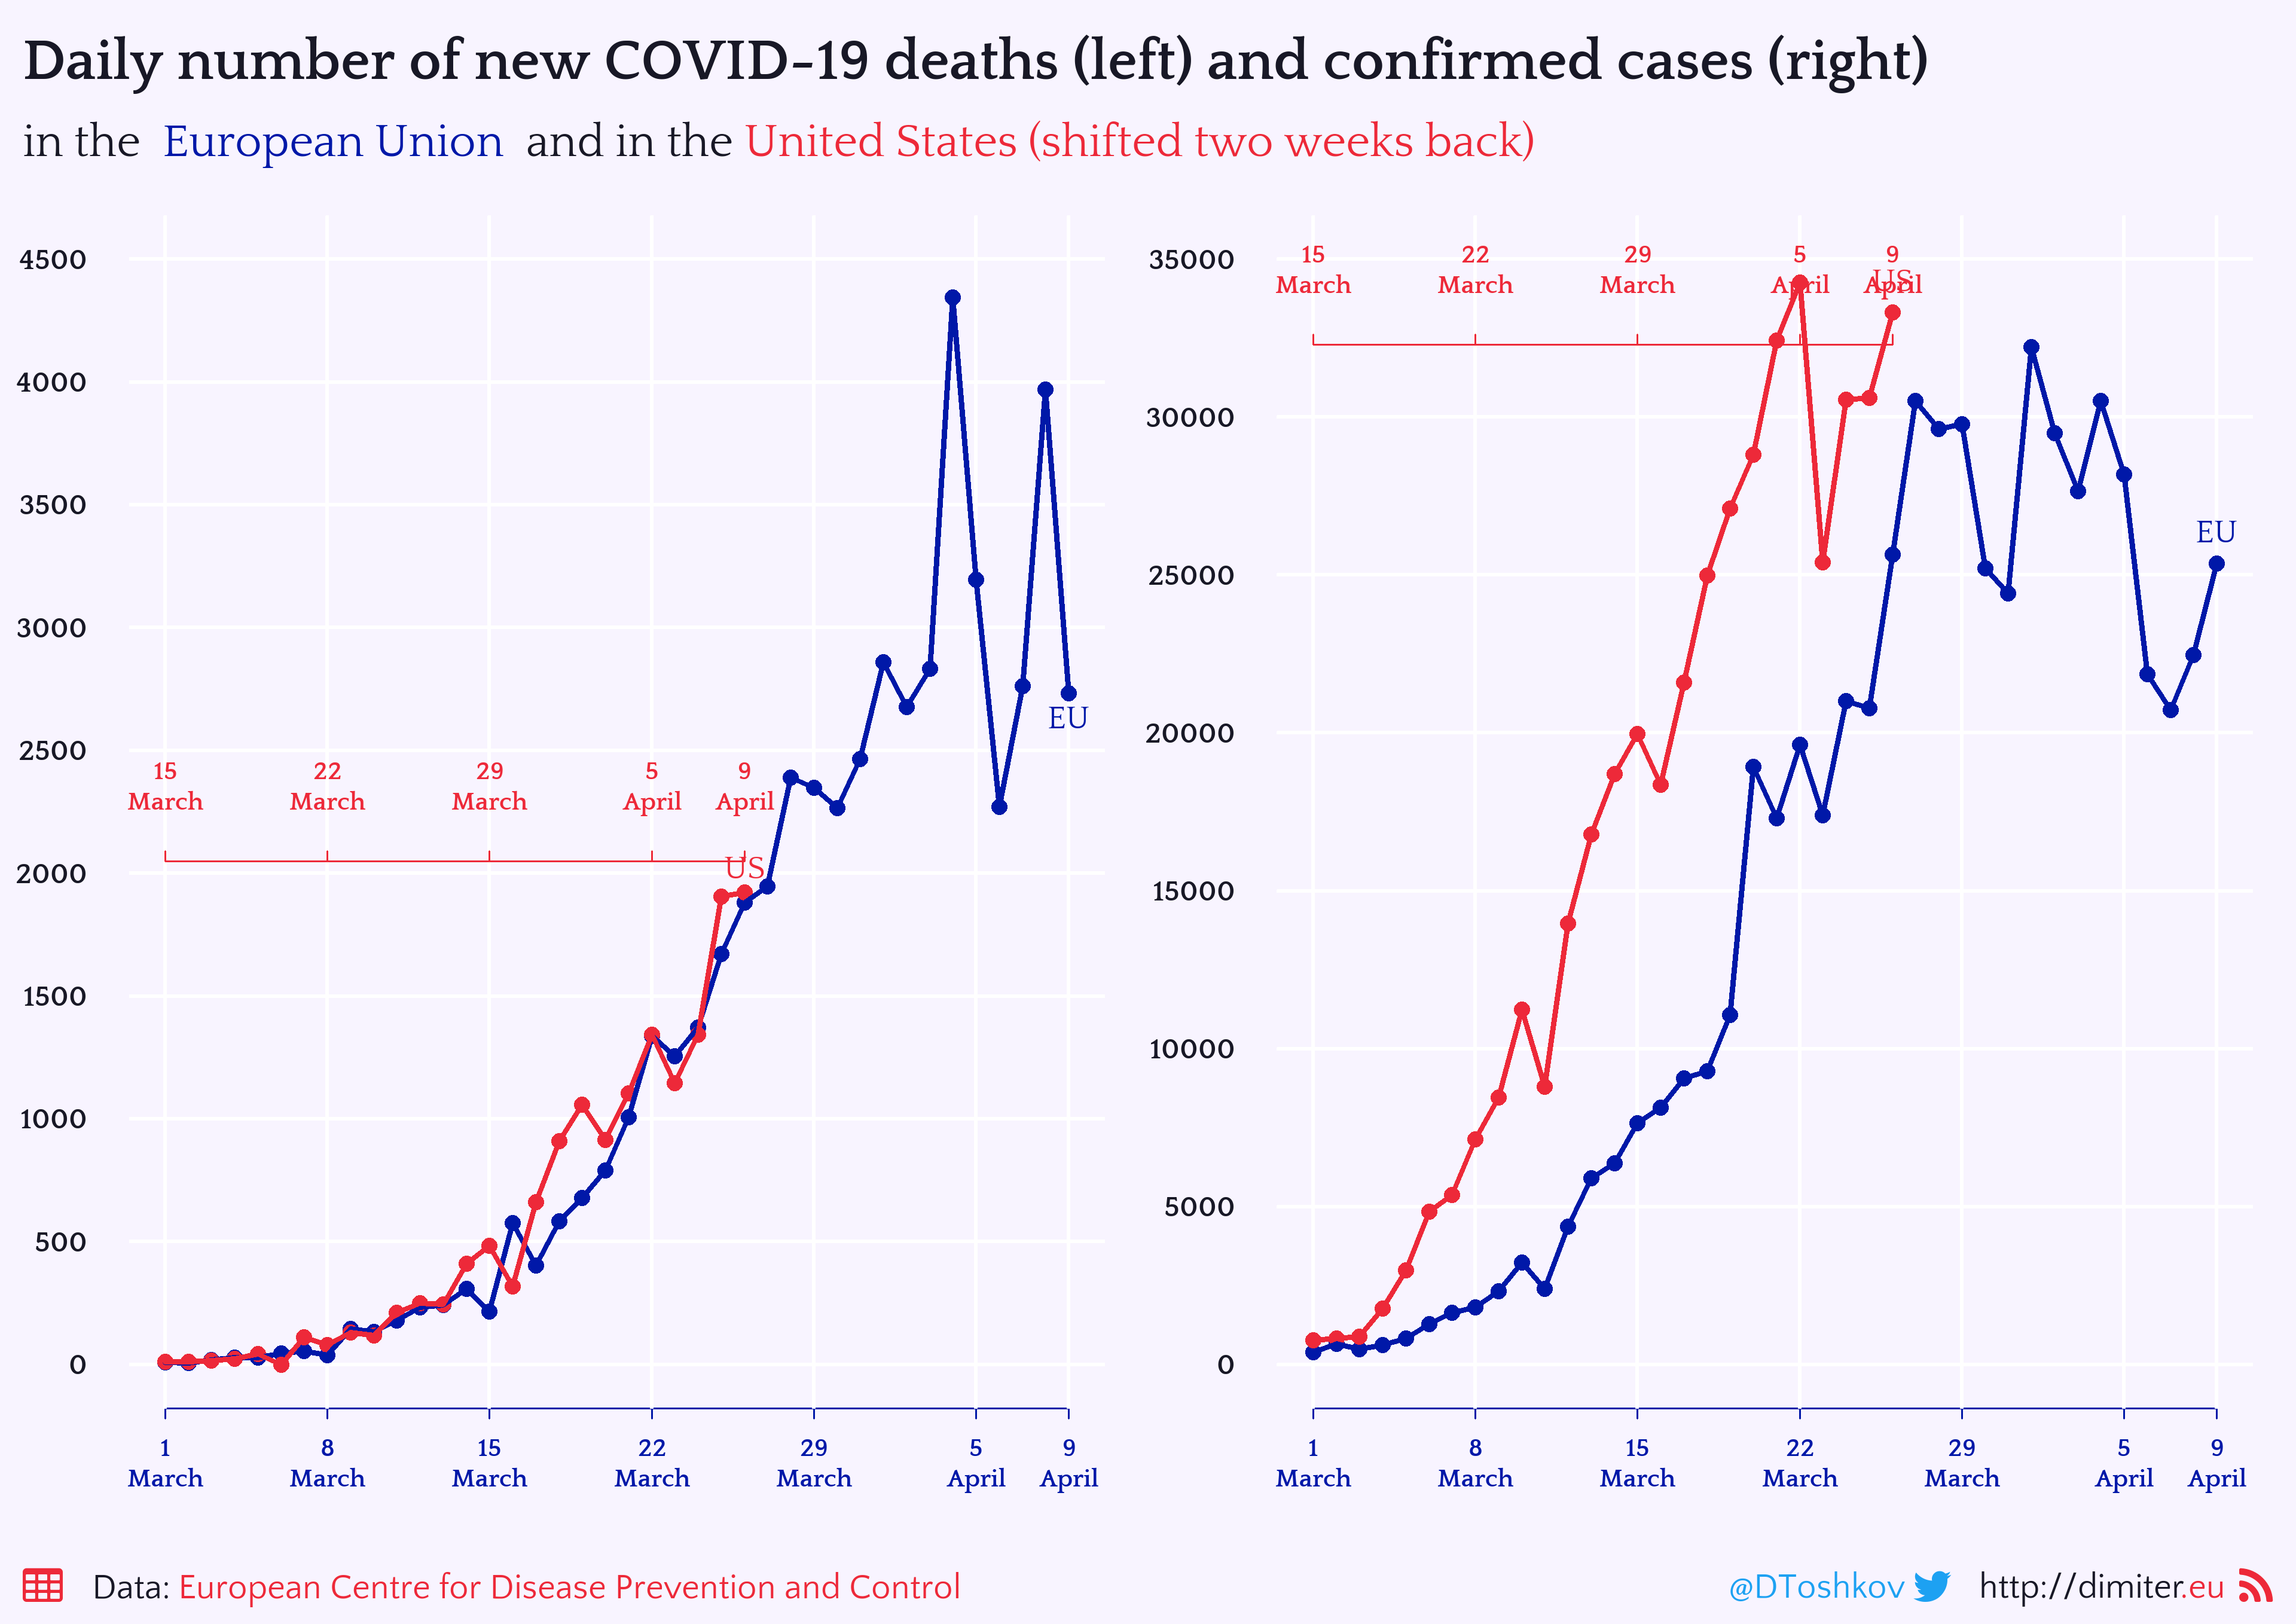 Daily number of new COVID-19 deaths (left) and confirmed cases (right)
in the European Union and in the United States (shifted two weeks back)
4500
4000
3500
3000
2500
2000
1500
1000
500
0
15 22 29 5 9
March March March April April
US
EU
1 8 15 22 29 5 9
March March March March March April April
35000
30000
25000
20000
15000
10000
5000
0
15 22 29 5 9
March March March April April
US
EU
1 8 15 22 29 5 9
March March March March March April April
Data: European Centre for Disease Prevention and Control
@DToshkov http://dimiter.eu